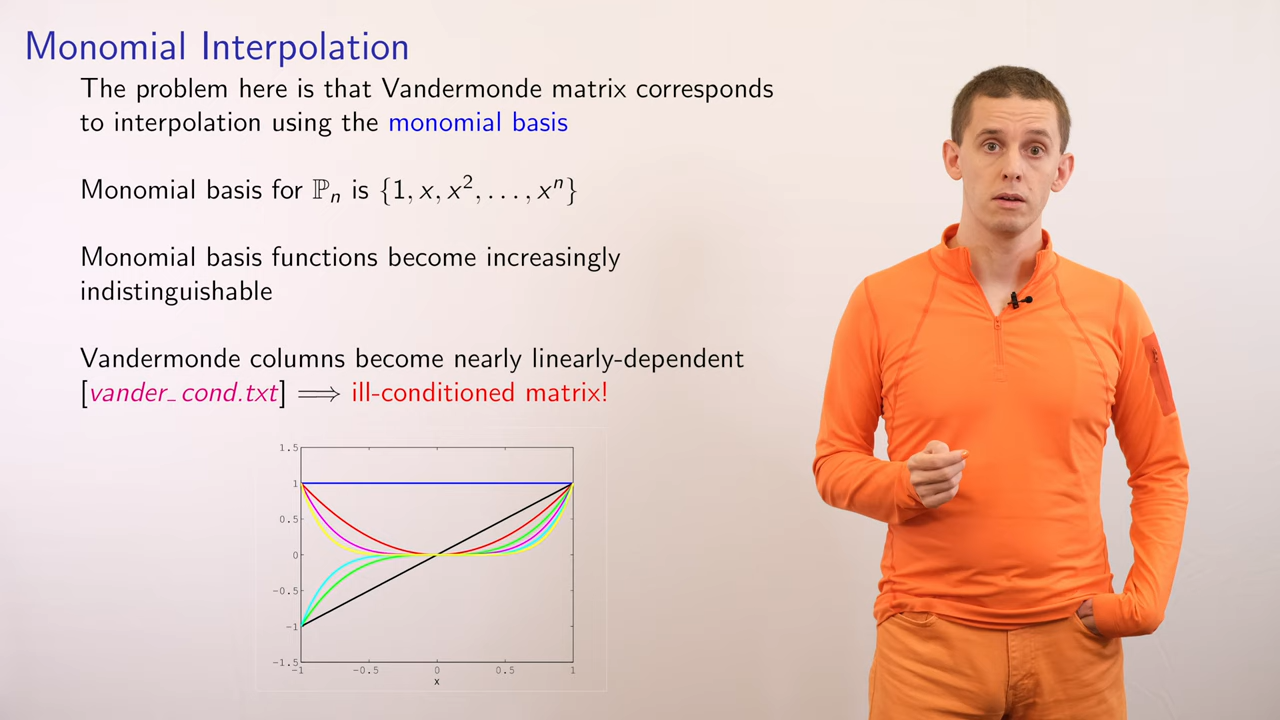 Monomial Interpolation
The problem here is that Vandermonde matrix corresponds
to interpolation using the monomial basis
Monomial basis for ℙₙ is {1, x, x², . . . , xⁿ}
Monomial basis functions become increasingly
indistinguishable
Vandermonde columns become nearly linearly-dependent
[vander_cond.txt] ⟹ ill-conditioned matrix!
1.5
1
0.5
0
-0.5
-1
-1.5
-1 -0.5 0 0.5 1
x